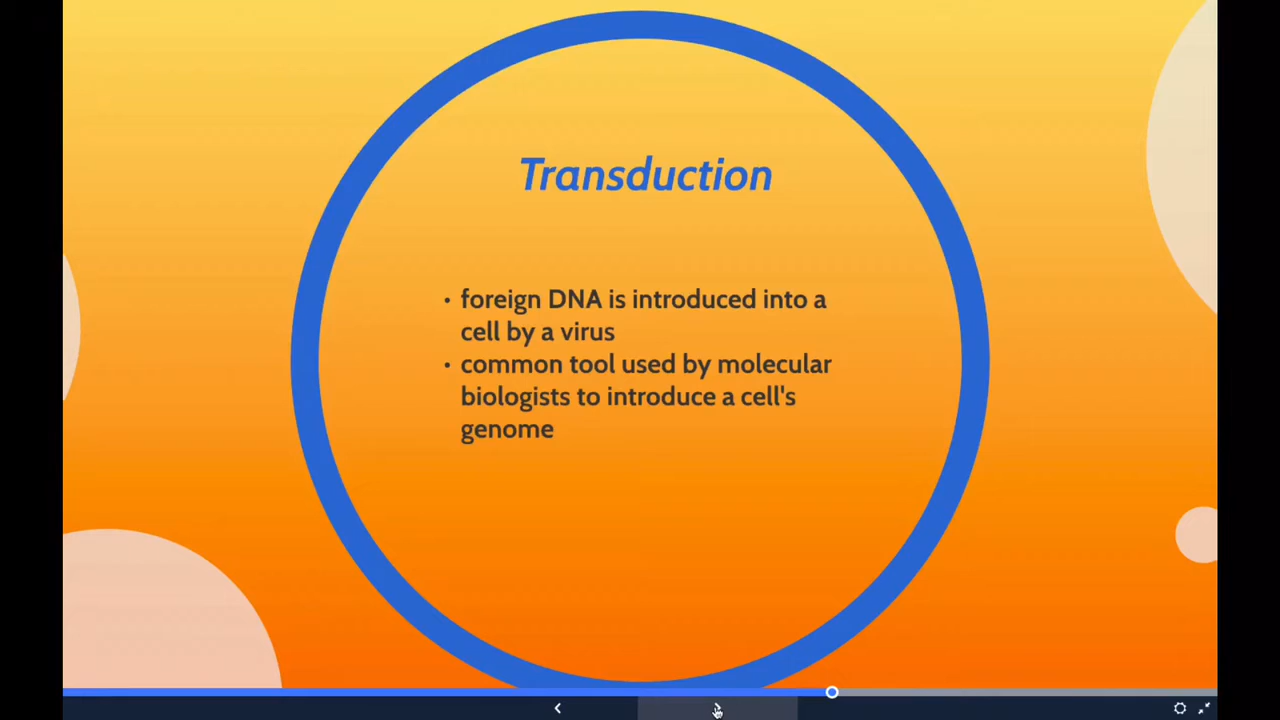 Transduction
• foreign DNA is introduced into a
cell by a virus
• common tool used by molecular
biologists to introduce a cell's
genome